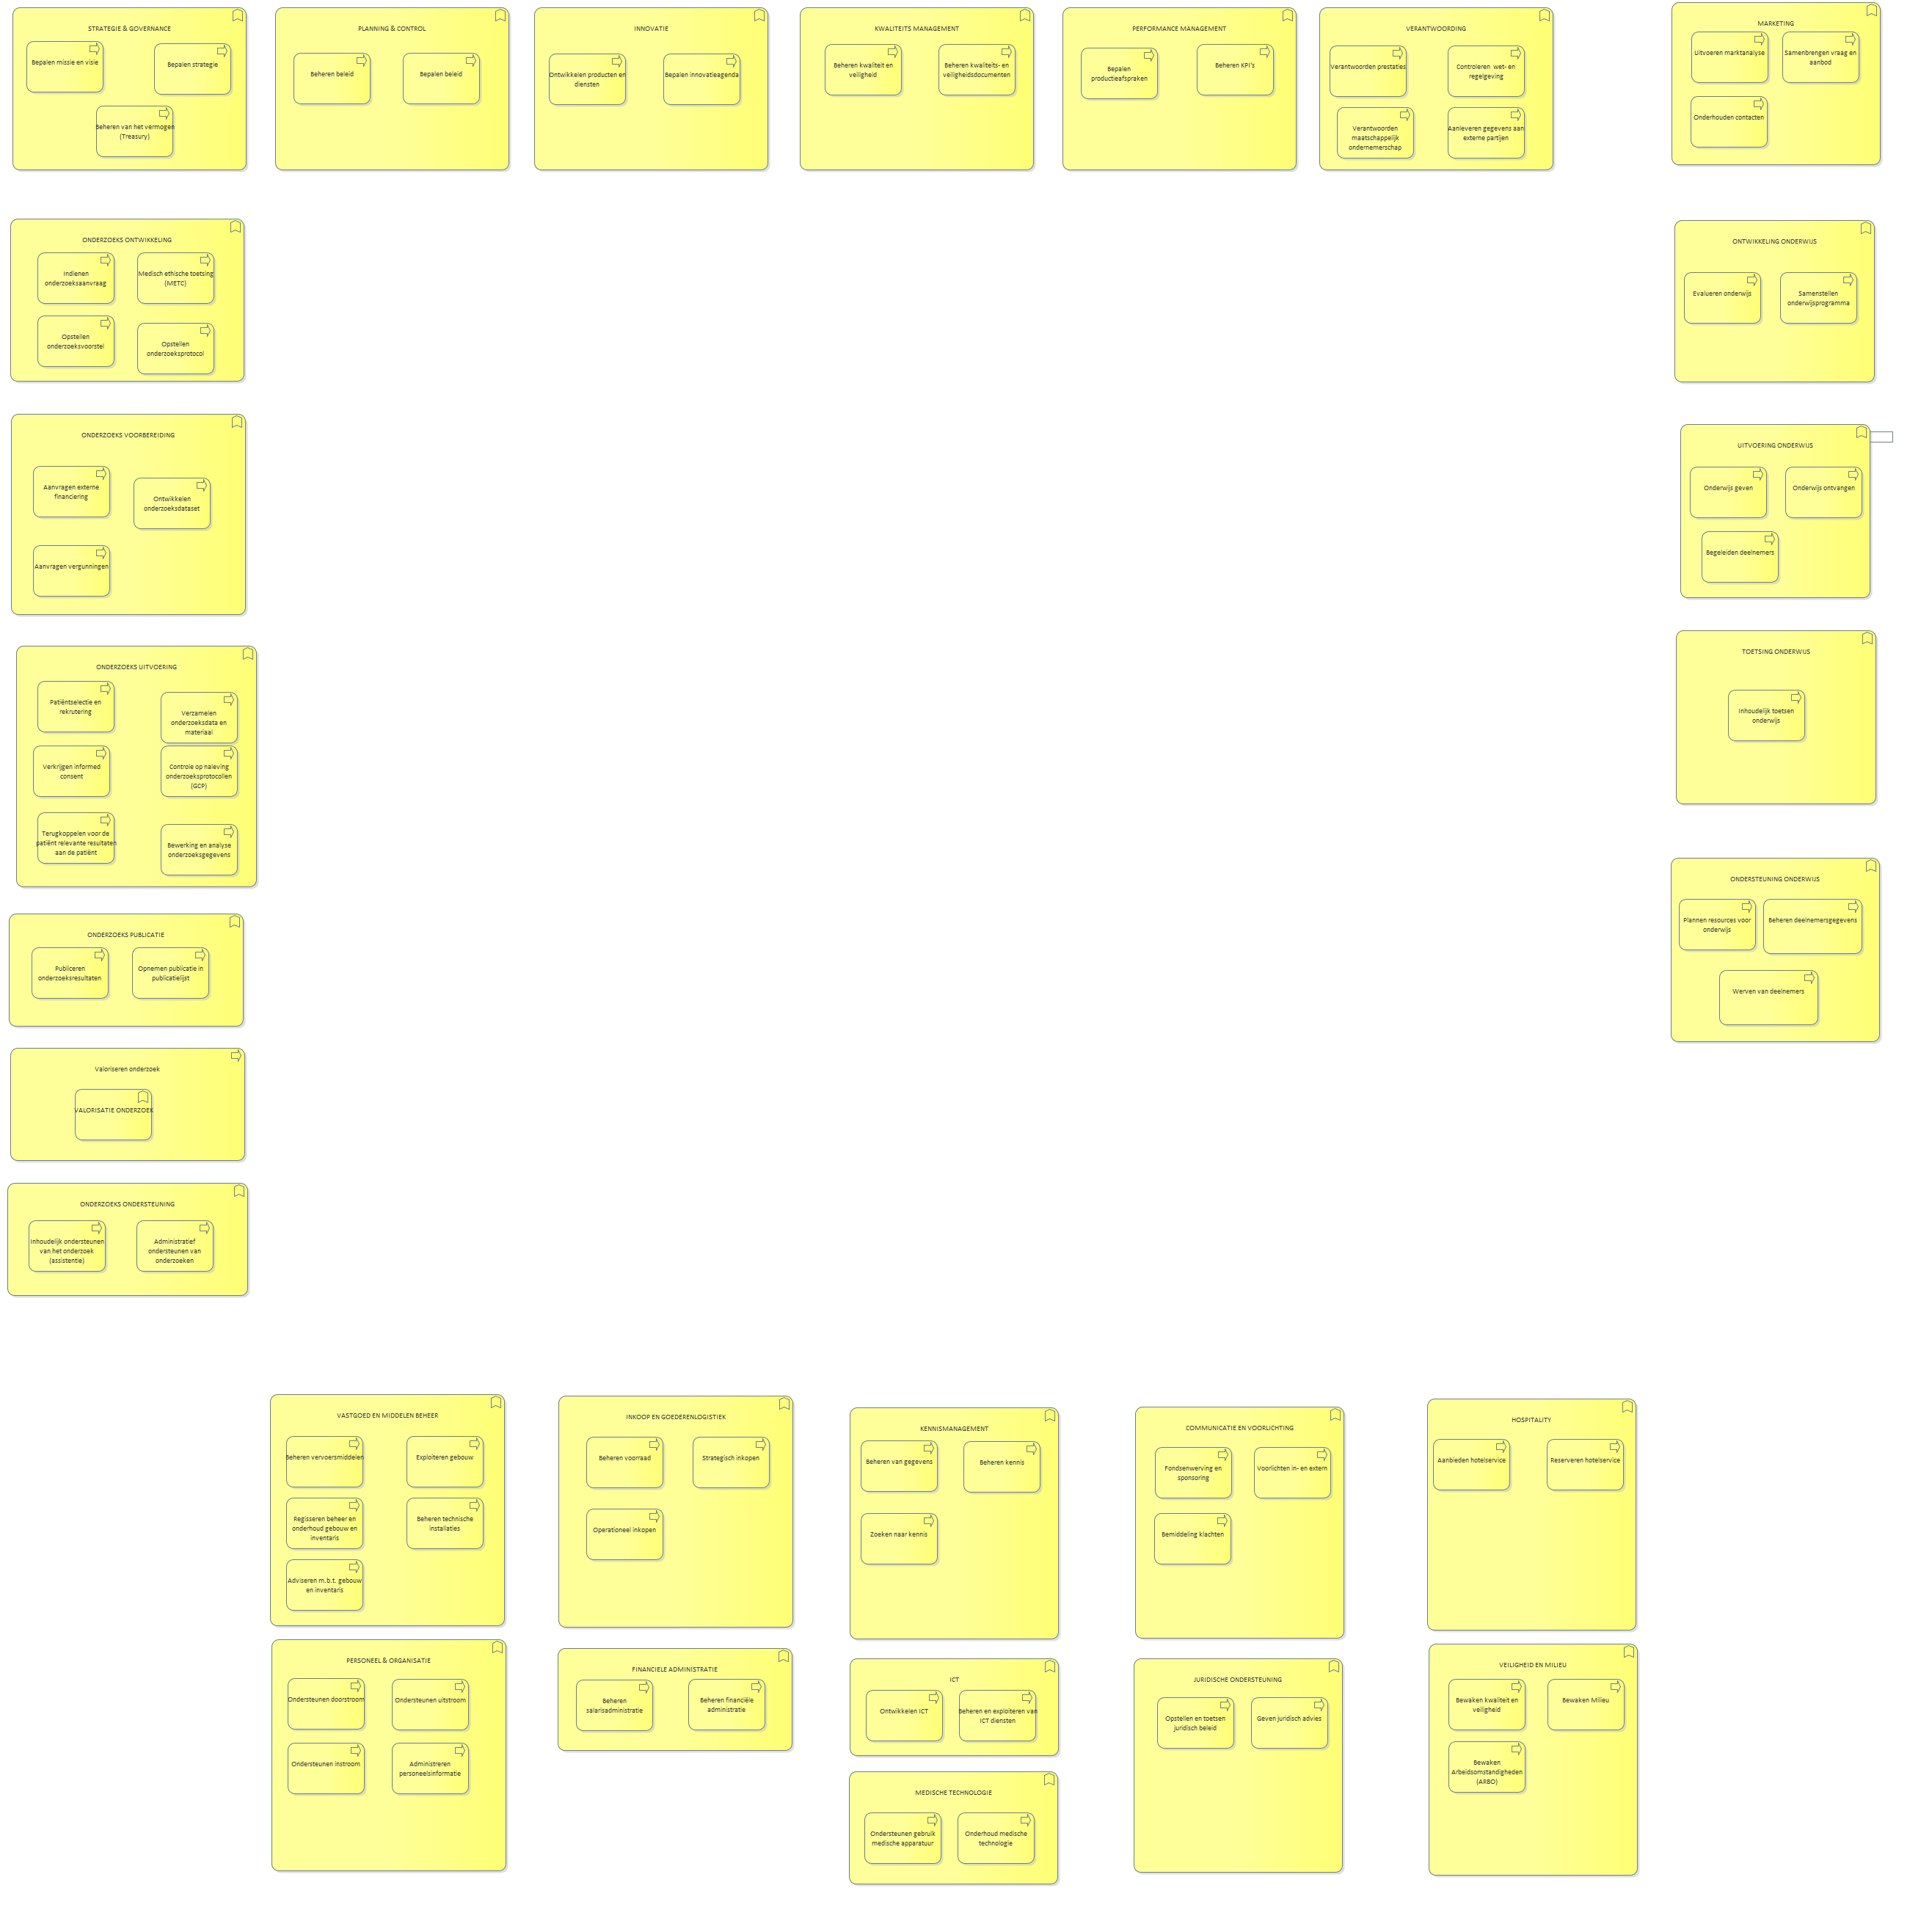 STRATEGIE & GOVERNANCE
Bepalen missie en visie
Bepalen strategie
Beheren van het vermogen
(Treasury)
PLANNING & CONTROL
Beheren beleid
Bepalen beleid
INNOVATIE
Ontwikkelen producten en
diensten
Bepalen innovatieagenda
KWALITEITS MANAGEMENT
Beheren kwaliteit en
veiligheid
Beheren kwaliteits- en
veiligheidsdocumenten
PERFORMANCE MANAGEMENT
Bepalen
productieafspraken
Beheren KPI's
VERANTWOORDING
Verantwoorden prestaties
Controleren  wet- en
regelgeving
Verantwoorden
maatschappelijk
ondernemerschap
Aanleveren gegevens aan
externe partijen
MARKETING
Uitvoeren marktanalyse
Samenbrengen vraag en
aanbod
Onderhouden contacten
ONDERZOEKS ONTWIKKELING
Indienen
onderzoeksaanvraag
Medisch ethische toetsing
(METC)
Opstellen
onderzoeksvoorstel
Opstellen
onderzoeksprotocol
ONTWIKKELING ONDERWIJS
Evalueren onderwijs
Samenstellen
onderwijsprogramma
ONDERZOEKS VOORBEREIDING
Aanvragen externe
financiering
Ontwikkelen
onderzoeksdataset
Aanvragen vergunningen
UITVOERING ONDERWIJS
Onderwijs geven
Onderwijs ontvangen
Begeleiden deelnemers
ONDERZOEKS UITVOERING
Patiëntselectie en
rekrutering
Verzamelen
onderzoeksdata en
materiaal
Verkrijgen informed
consent
Controle op naleving
onderzoeksprotocollen
(GCP)
Terugkoppelen voor de
patiënt relevante resultaten
aan de patiënt
Bewerking en analyse
onderzoeksgegevens
TOETSING ONDERWIJS
Inhoudelijk toetsen
onderwijs
ONDERSTEUNING ONDERWIJS
Plannen resources voor
onderwijs
Beheren deelnemersgegevens
Werven van deelnemers
ONDERZOEKS PUBLICATIE
Publiceren
onderzoeksresultaten
Opnemen publicatie in
publicatielijst
Valoriseren onderzoek
VALORISATIE ONDERZOEK
ONDERZOEKS ONDERSTEUNING
Inhoudelijk ondersteunen
van het onderzoek
(assistentie)
Administratief
ondersteunen van
onderzoeken
VASTGOED EN MIDDELEN BEHEER
Beheren vervoersmiddelen
Exploiteren gebouw
Regisseren beheer en
onderhoud gebouw en
inventaris
Beheren technische
installaties
Adviseren m.b.t. gebouw
en inventaris
INKOOP EN GOEDERENLOGISTIEK
Beheren voorraad
Strategisch inkopen
Operationeel inkopen
KENNISMANAGEMENT
Beheren van gegevens
Beheren kennis
Zoeken naar kennis
COMMUNICATIE EN VOORLICHTING
Fondsenwerving en
sponsoring
Voorlichten in- en extern
Bemiddeling klachten
HOSPITALITY
Aanbieden hotelservice
Reserveren hotelservice
PERSONEEL & ORGANISATIE
Ondersteunen doorstroom
Ondersteunen uitstroom
Ondersteunen instroom
Administreren
personeelsinformatie
FINANCIELE ADMINISTRATIE
Beheren
salarisadministratie
Beheren financiële
administratie
ICT
Ontwikkelen ICT
Beheren en exploiteren van
ICT diensten
MEDISCHE TECHNOLOGIE
Ondersteunen gebruik
medische apparatuur
Onderhoud medische
technologie
JURIDISCHE ONDERSTEUNING
Opstellen en toetsen
juridisch beleid
Geven juridisch advies
VEILIGHEID EN MILIEU
Bewaken kwaliteit en
veiligheid
Bewaken Milieu
Bewaken
Arbeidsomstandigheden
(ARBO)